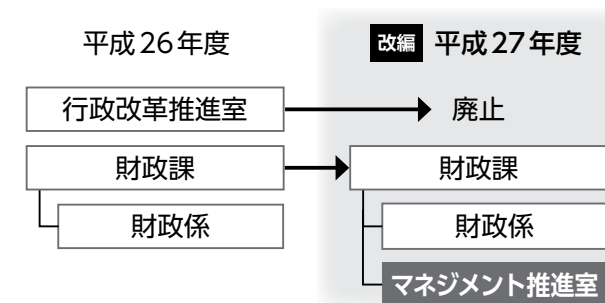 平成26年度
改編 平成27年度
行政改革推進室
廃止
財政課
財政課
財政係
財政係
マネジメント推進室